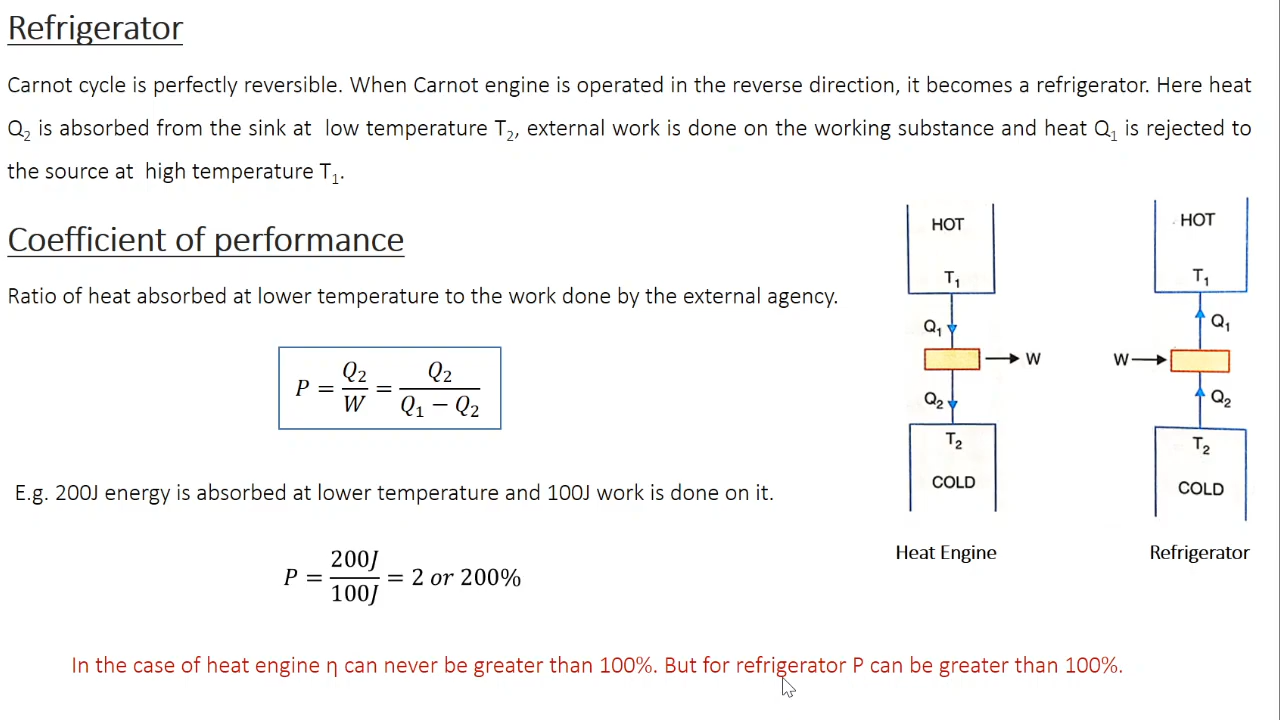 Refrigerator
Carnot cycle is perfectly reversible. When Carnot engine is operated in the reverse direction, it becomes a refrigerator. Here heat
Q₂ is absorbed from the sink at low temperature T₂, external work is done on the working substance and heat Q₁ is rejected to
the source at high temperature T₁.
Coefficient of performance
Ratio of heat absorbed at lower temperature to the work done by the external agency.
P = Q₂/W = Q₂/(Q₁ − Q₂)
E.g. 200J energy is absorbed at lower temperature and 100J work is done on it.
P = 200J/100J = 2 or 200%
HOT
T₁
Q₁
W
Q₂
T₂
COLD
Heat Engine
HOT
T₁
Q₁
W
Q₂
T₂
COLD
Refrigerator
In the case of heat engine η can never be greater than 100%. But for refrigerator P can be greater than 100%.